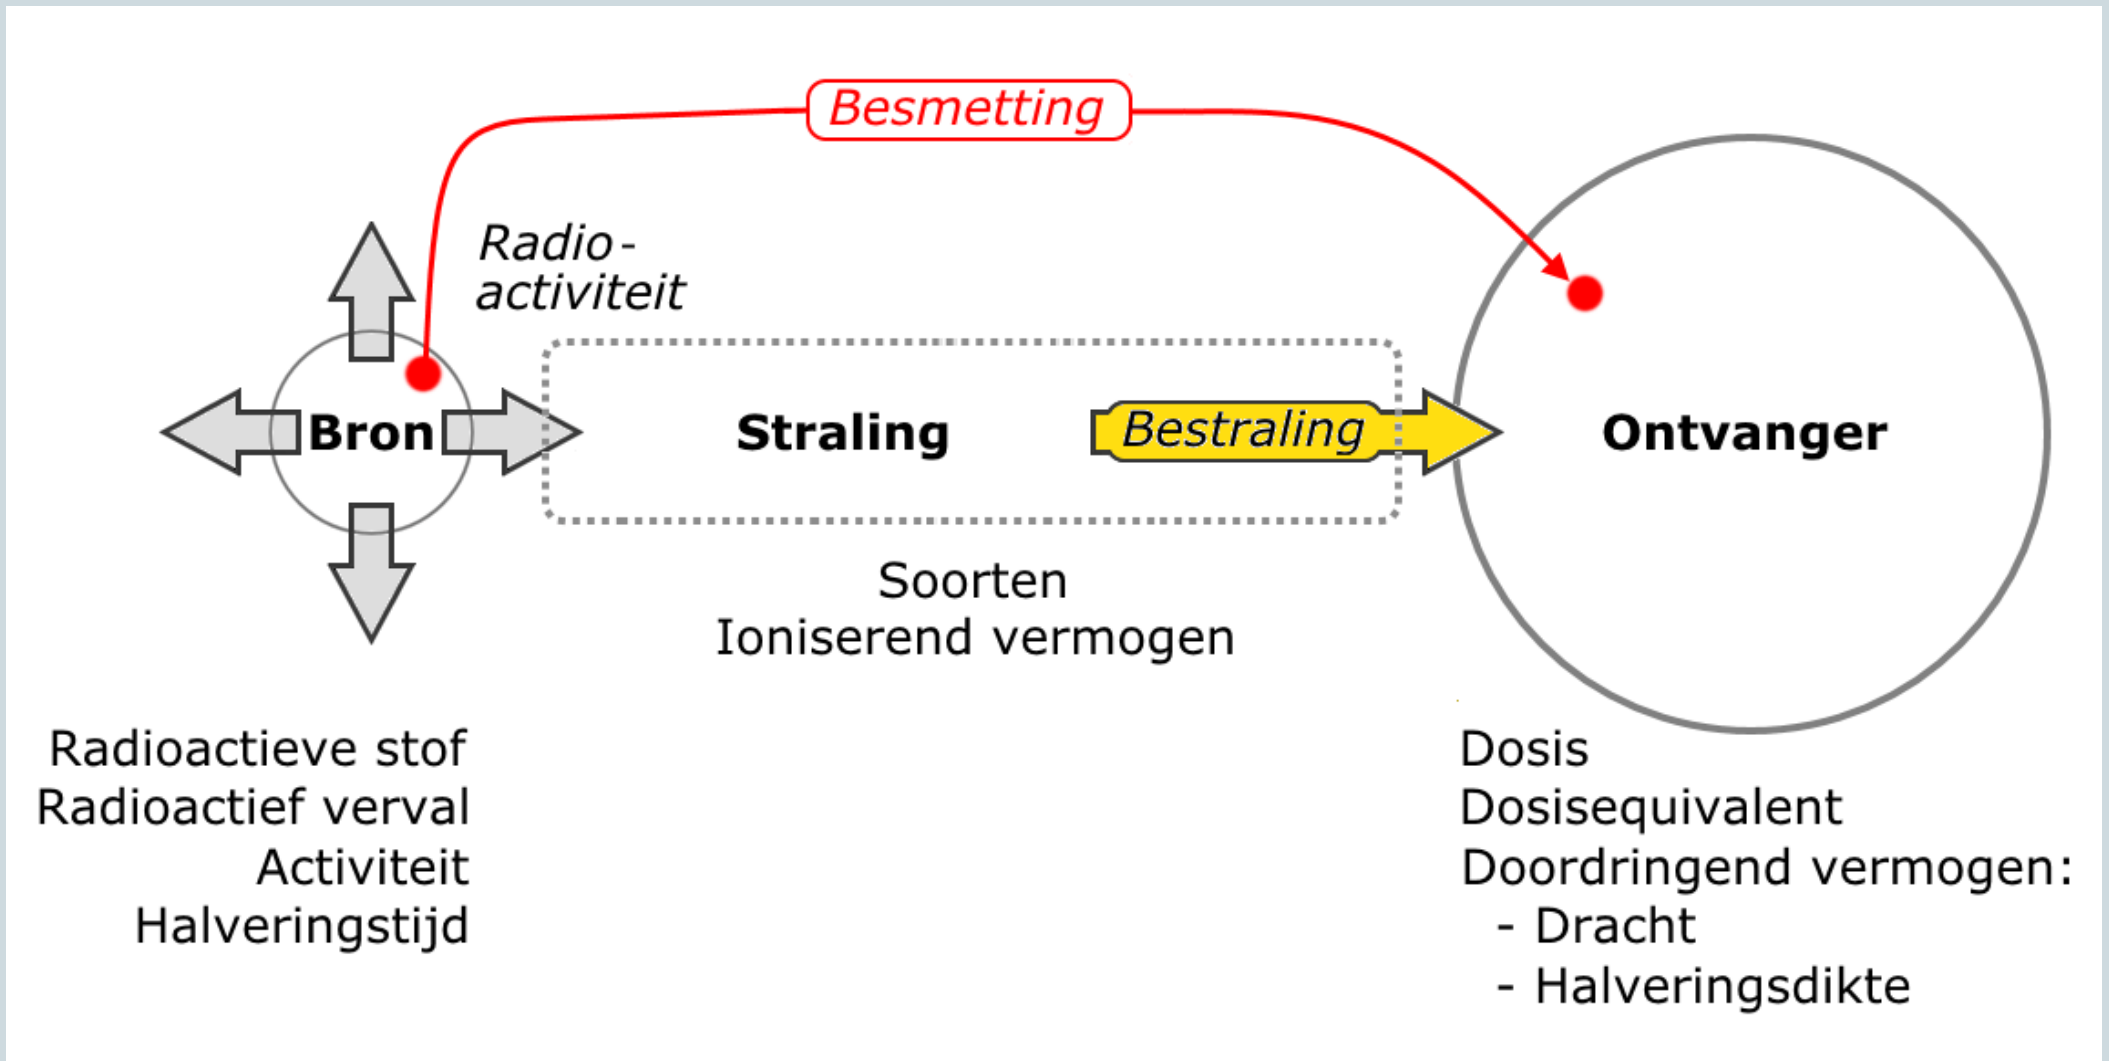 Besmetting
Radio-
activiteit
Bron
Straling
Bestraling
Ontvanger
Soorten
Ioniserend vermogen
Radioactieve stof
Radioactief verval
Activiteit
Halveringstijd
Dosis
Dosisequivalent
Doordringend vermogen:
- Dracht
- Halveringsdikte